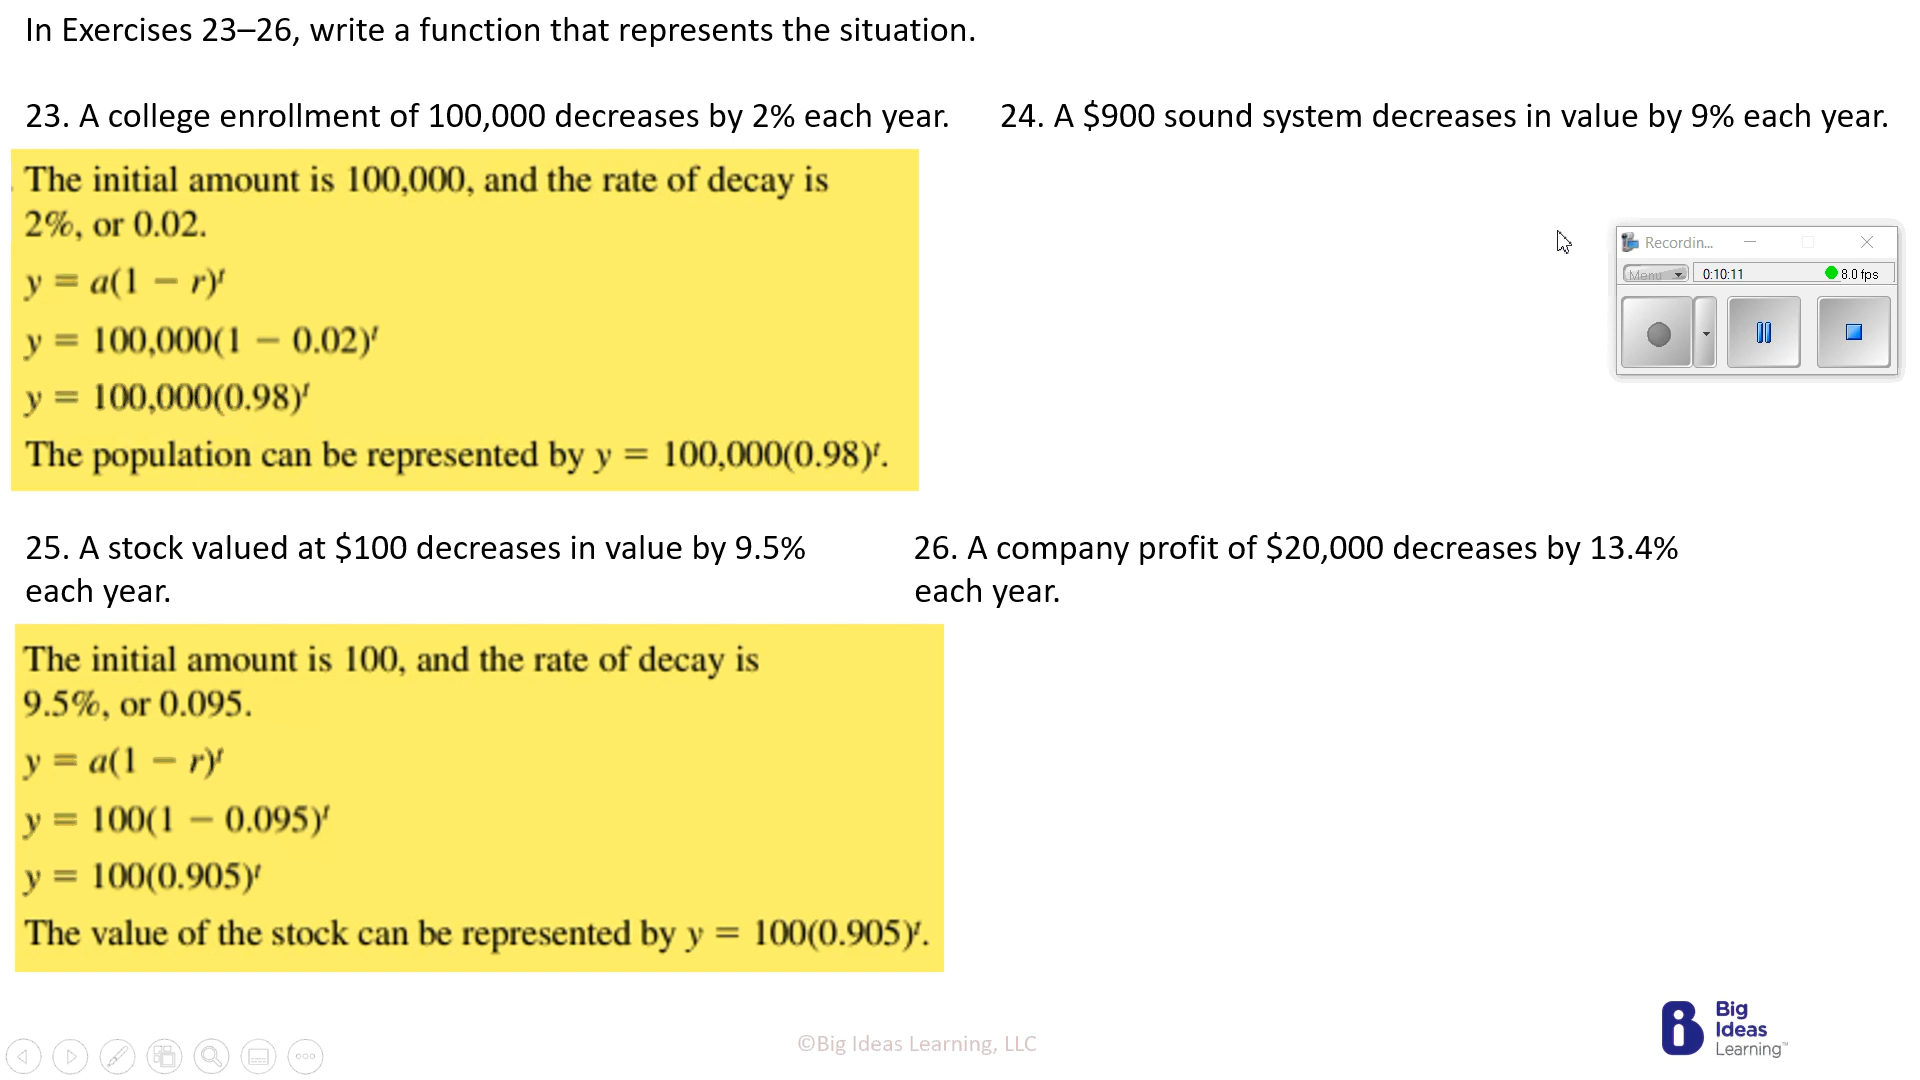 In Exercises 23–26, write a function that represents the situation.
23. A college enrollment of 100,000 decreases by 2% each year.
24. A $900 sound system decreases in value by 9% each year.
The initial amount is 100,000, and the rate of decay is
2%, or 0.02.
y = a(1 − r)^t
y = 100,000(1 − 0.02)^t
y = 100,000(0.98)^t
The population can be represented by y = 100,000(0.98)^t.
Recordin...
Menu
0:10:11
8.0 fps
25. A stock valued at $100 decreases in value by 9.5%
each year.
26. A company profit of $20,000 decreases by 13.4%
each year.
The initial amount is 100, and the rate of decay is
9.5%, or 0.095.
y = a(1 − r)^t
y = 100(1 − 0.095)^t
y = 100(0.905)^t
The value of the stock can be represented by y = 100(0.905)^t.
©Big Ideas Learning, LLC
Big
Ideas
Learning™